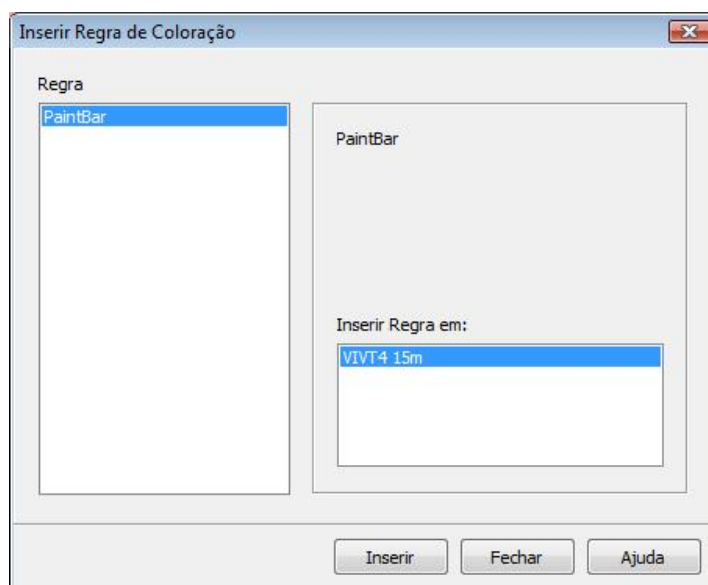 Inserir Regra de Coloração
Regra
PaintBar
PaintBar
Inserir Regra em:
VIVT4 15m
Inserir
Fechar
Ajuda